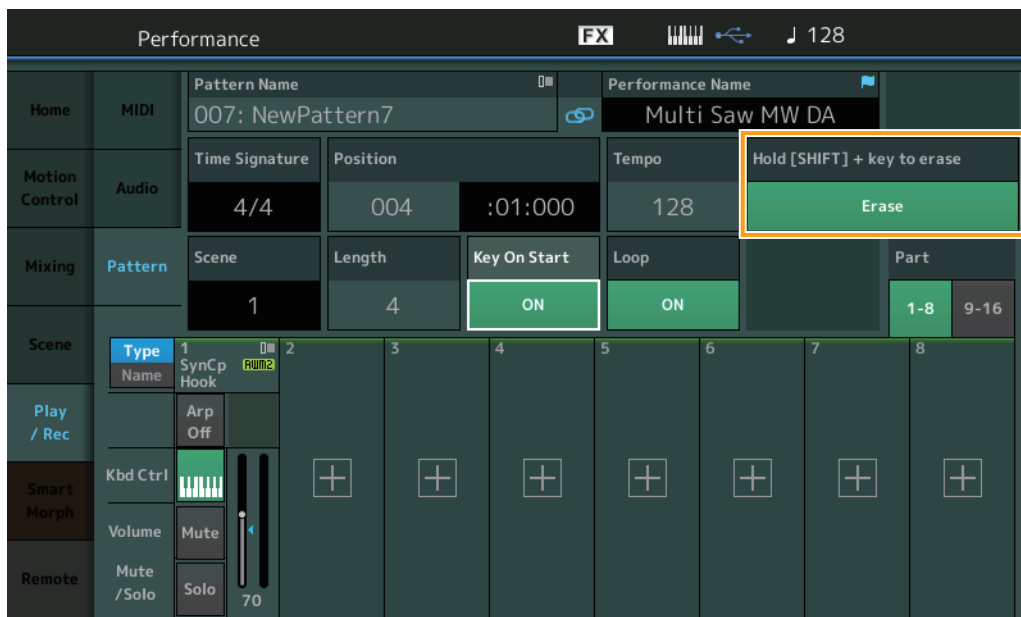 Performance
FX
♩ 128
Home
Motion
Control
Mixing
Scene
Play
/ Rec
Smart
Morph
Remote
MIDI
Audio
Pattern
Pattern Name
007: NewPattern7
Performance Name
Multi Saw MW DA
Time Signature
4/4
Position
004
:01:000
Tempo
128
Hold [SHIFT] + key to erase
Erase
Scene
1
Length
4
Key On Start
ON
Loop
ON
Part
1-8
9-16
Type
Name
1
SynCp
AWM2
Hook
2
3
4
5
6
7
8
Arp
Off
Kbd Ctrl
Volume
Mute
Mute
/Solo
Solo
70